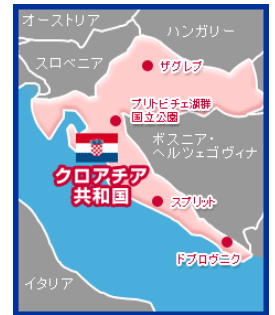 オーストリア
ハンガリー
スロベニア
ザグレブ
プリトビチェ湖群
国立公園
ボスニア・
ヘルツェゴヴィナ
クロアチア
共和国
スプリット
ドブロヴニク
イタリア